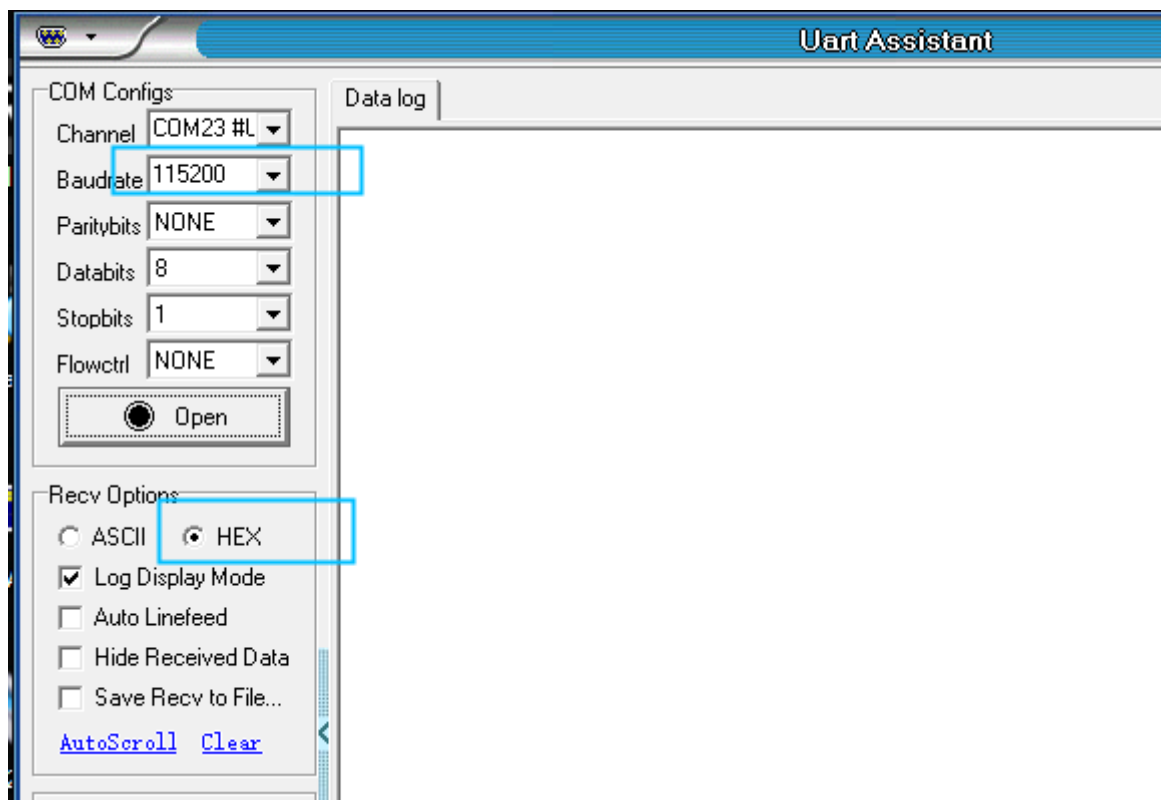 Uart Assistant
COM Configs
Channel COM23 #U
Baudrate 115200
Paritybits NONE
Databits 8
Stopbits 1
Flowctrl NONE
Open
Recv Options
ASCII HEX
Log Display Mode
Auto Linefeed
Hide Received Data
Save Recv to File...
AutoScroll Clear
Data log